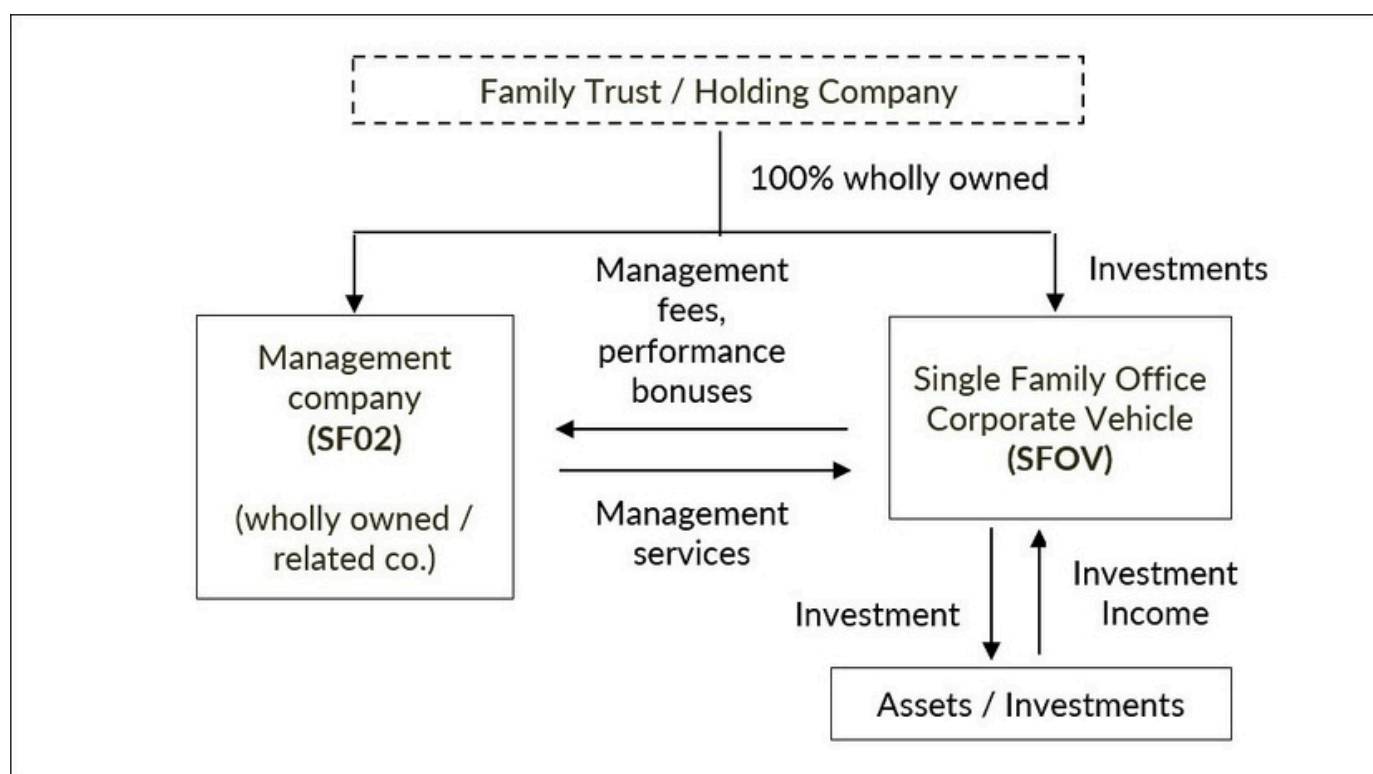 Family Trust / Holding Company
100% wholly owned
Management
fees,
performance
bonuses
Investments
Management
company
(SF02)
(wholly owned /
related co.)
Single Family Office
Corporate Vehicle
(SFOV)
Management
services
Investment
Investment
Income
Assets / Investments